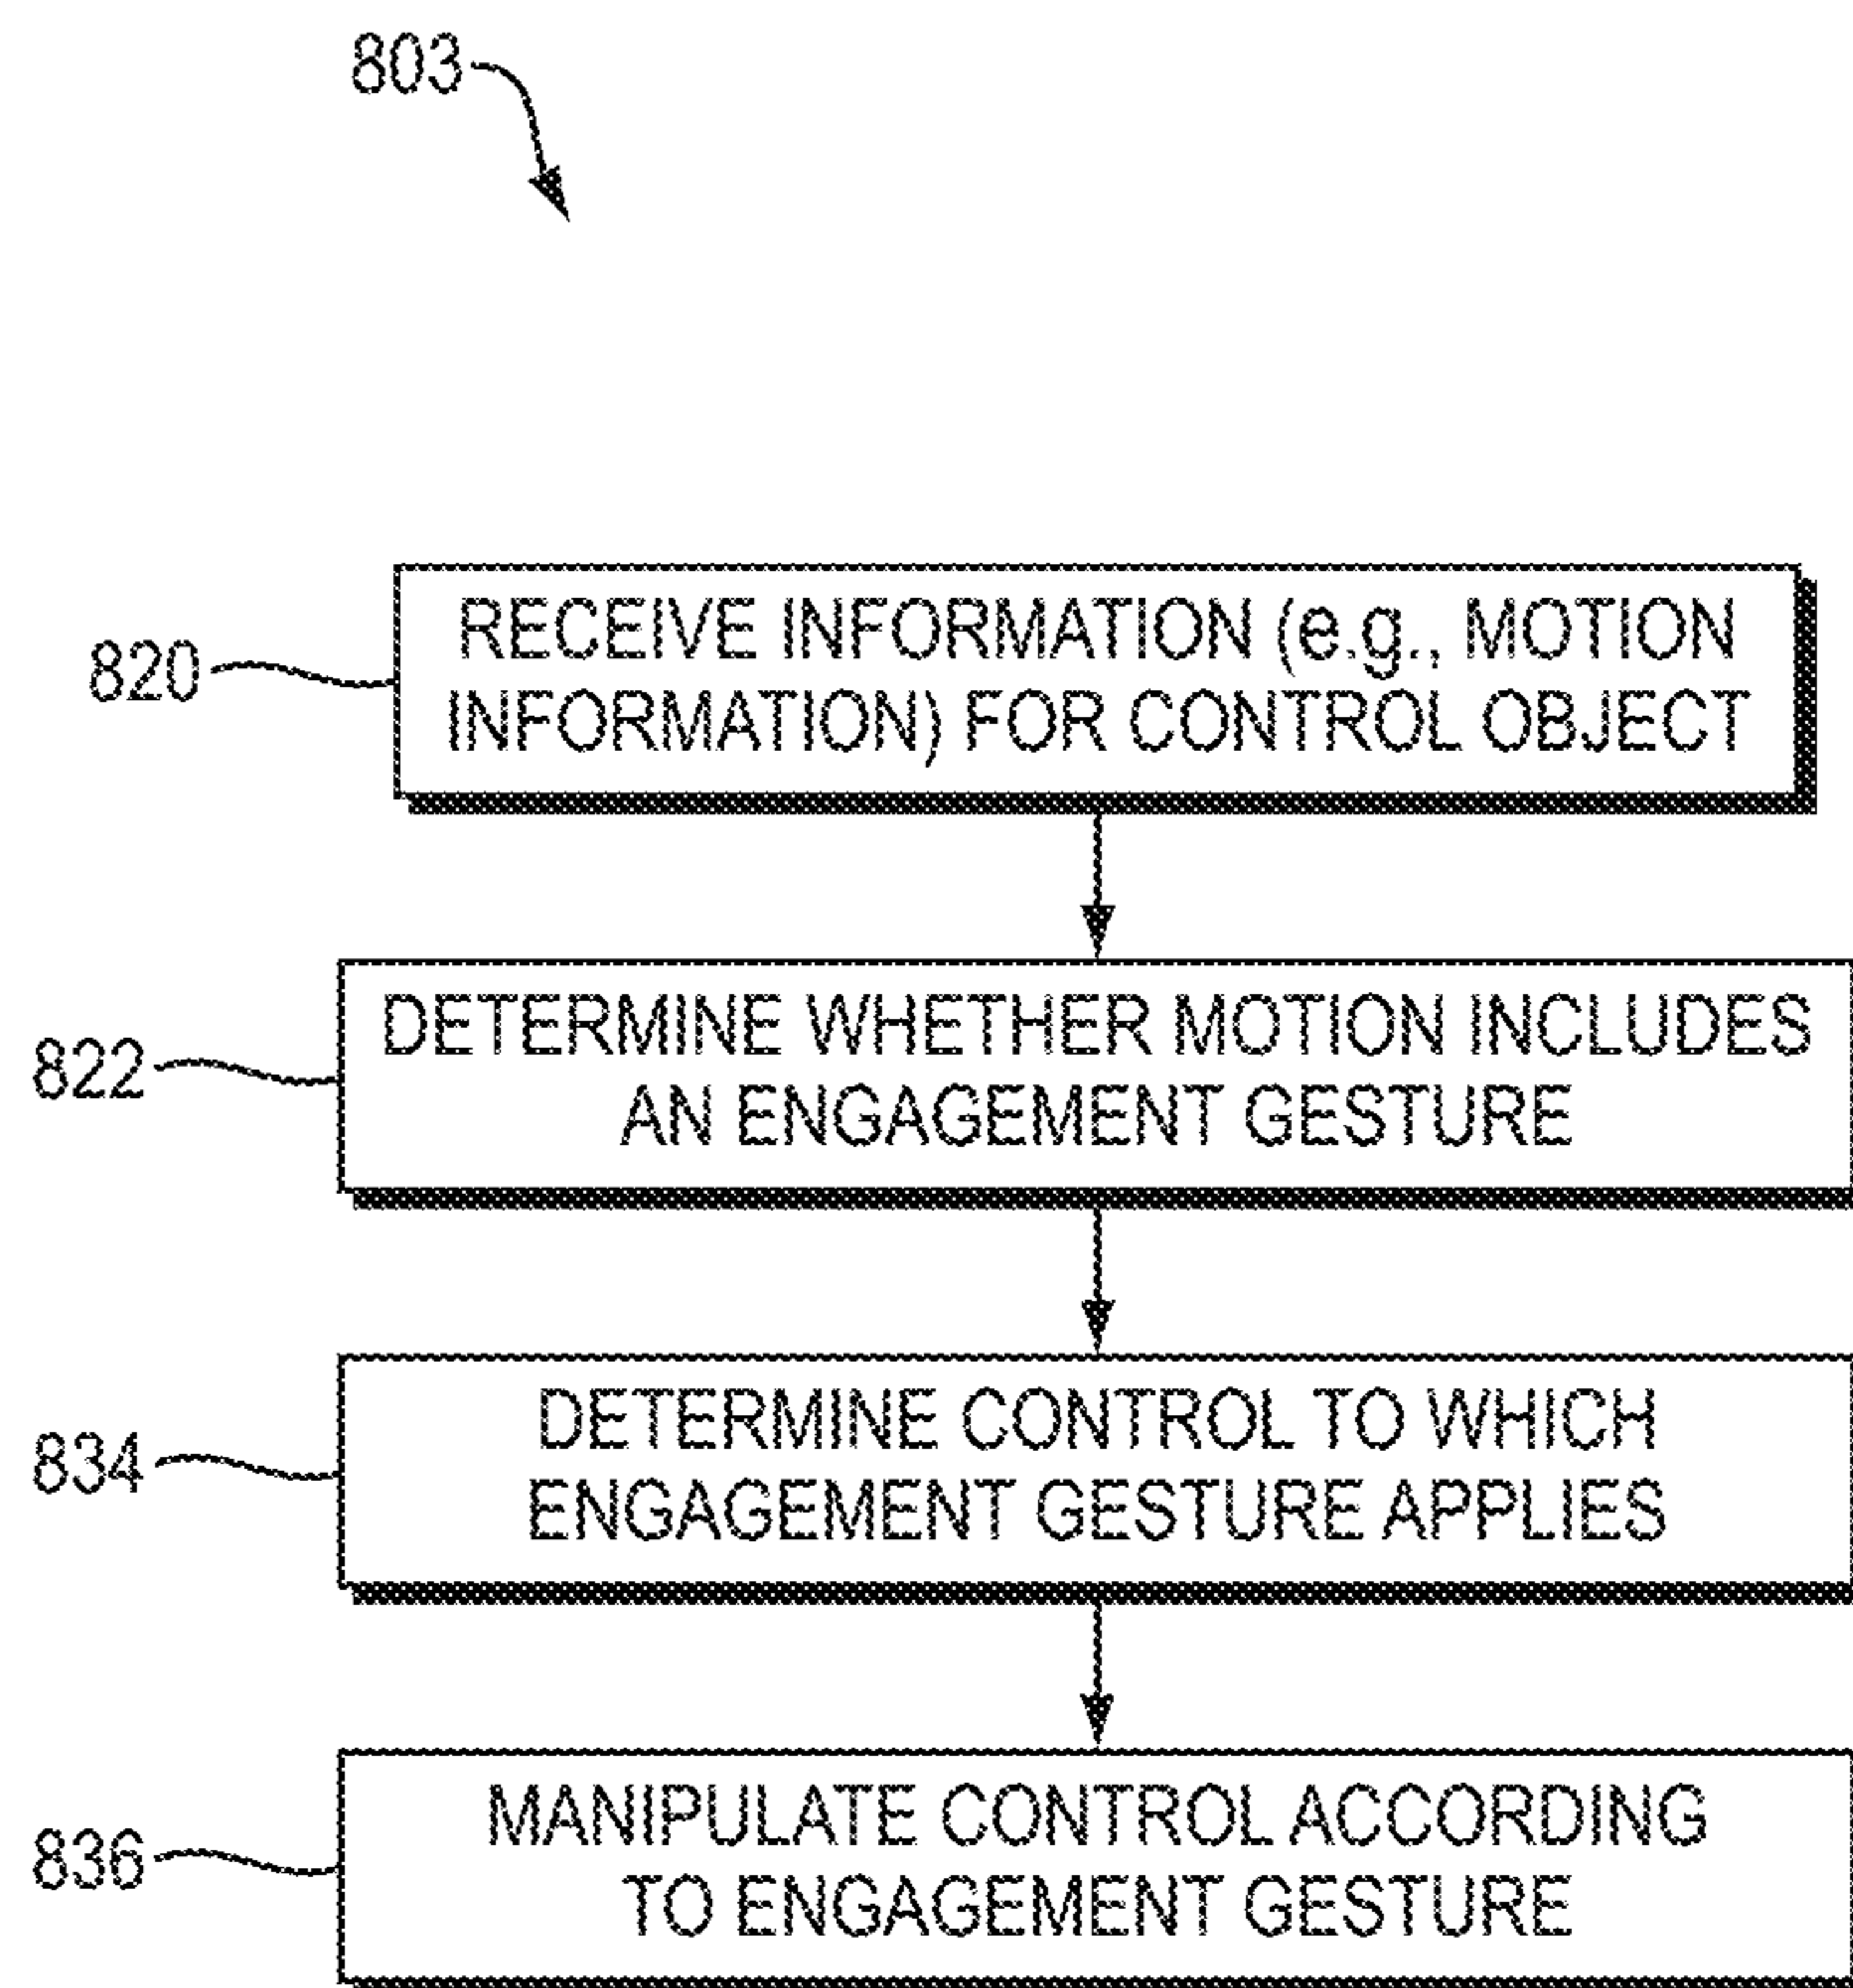 803
820
RECEIVE INFORMATION (e.g., MOTION
INFORMATION) FOR CONTROL OBJECT
822
DETERMINE WHETHER MOTION INCLUDES
AN ENGAGEMENT GESTURE
834
DETERMINE CONTROL TO WHICH
ENGAGEMENT GESTURE APPLIES
836
MANIPULATE CONTROL ACCORDING
TO ENGAGEMENT GESTURE